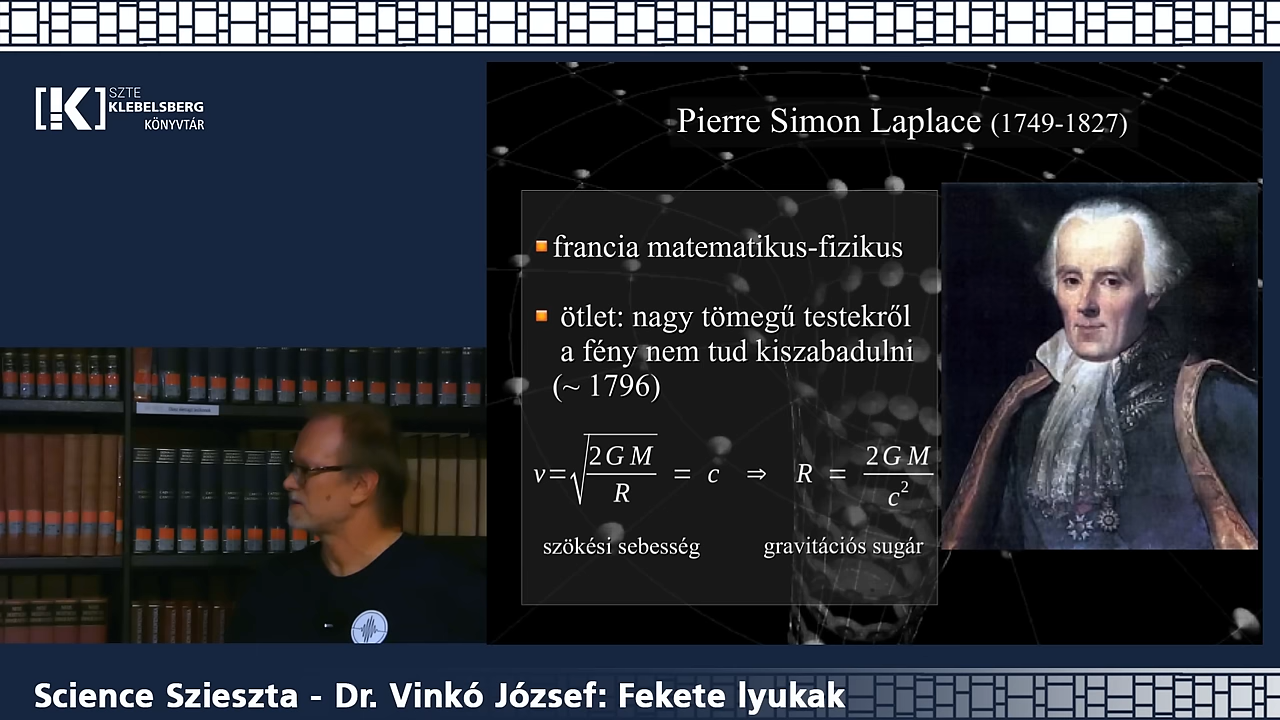 SZTE
[K] KLEBELSBERG
KÖNYVTÁR
Pierre Simon Laplace (1749-1827)
francia matematikus-fizikus
ötlet: nagy tömegű testekről
a fény nem tud kiszabadulni
(~ 1796)
v=√(2GM/R) = c ⇒ R = 2GM/c²
szökési sebesség gravitációs sugár
Science Szieszta - Dr. Vinkó József: Fekete lyukak